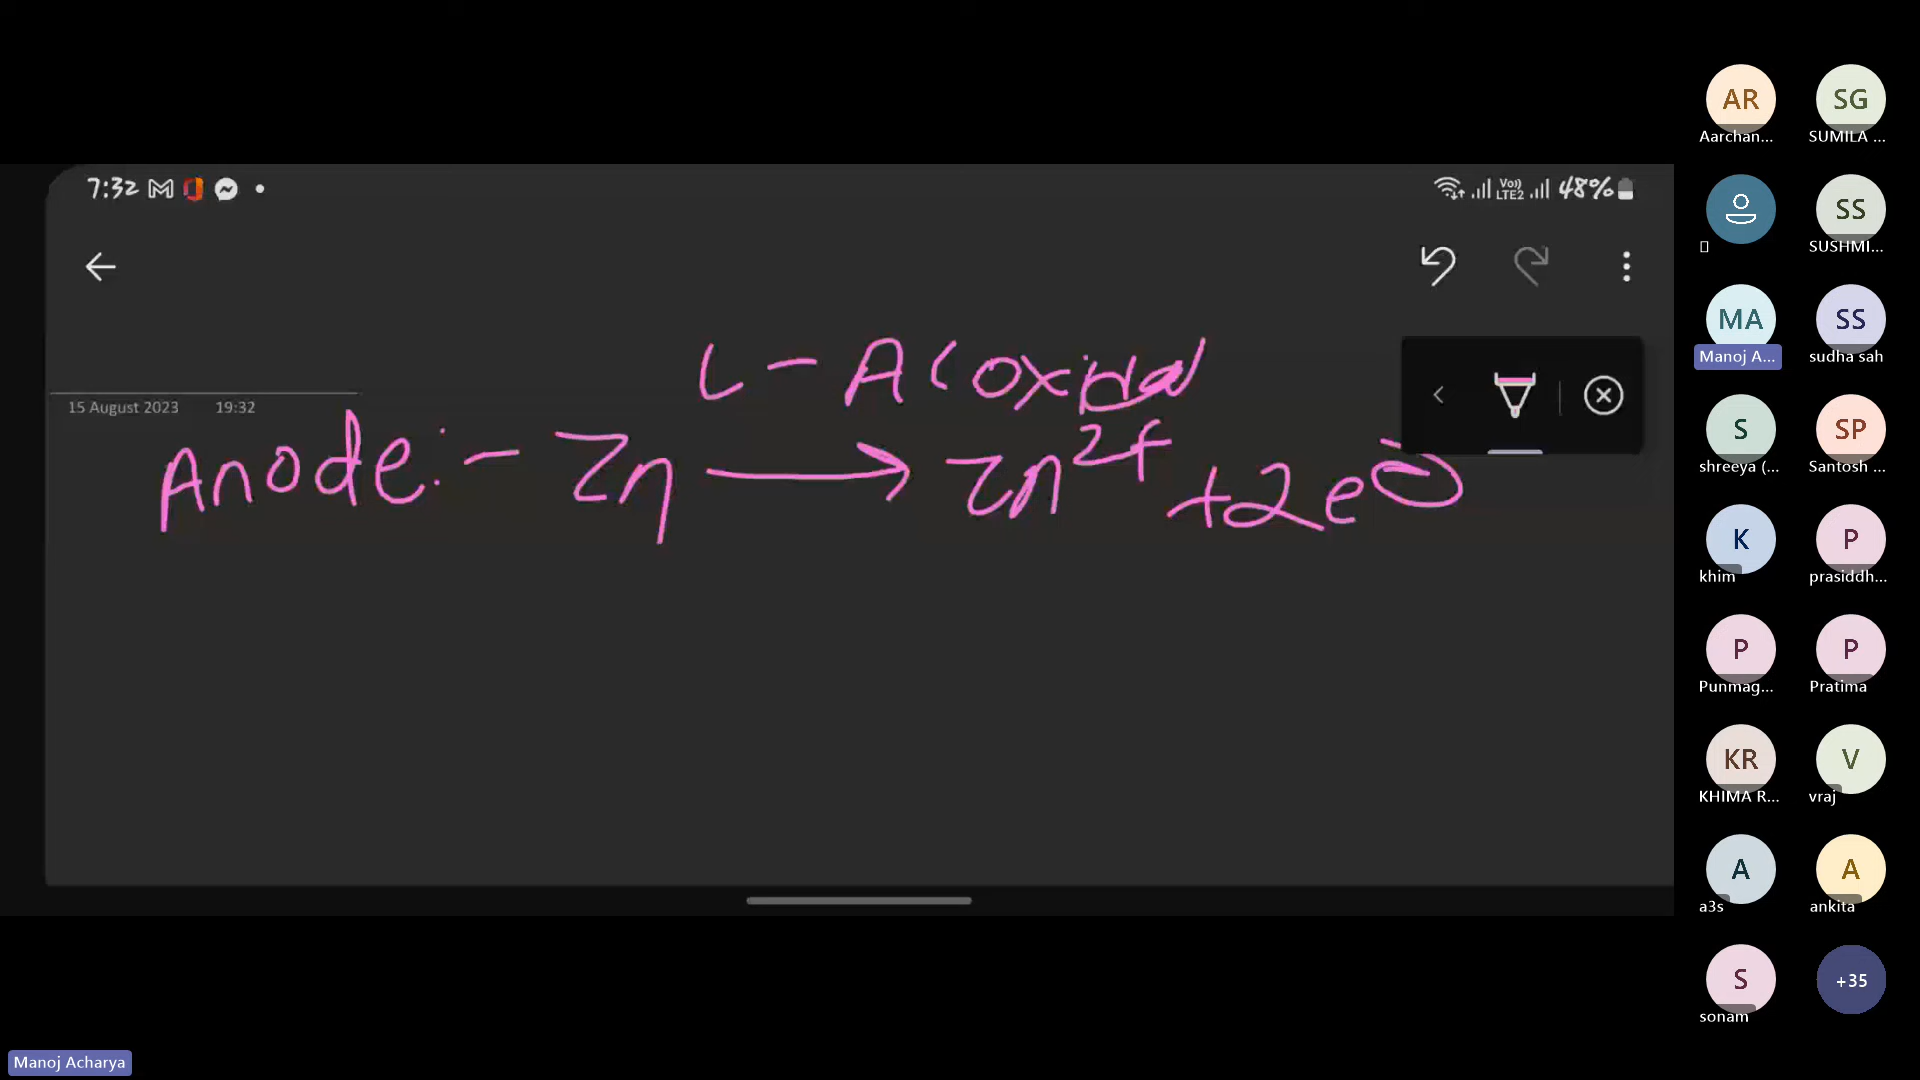 AR
Aarchan...
SG
SUMILA ...
7:32
Vo))
LTE2
48%
SS
SUSHMI...
MA
Manoj A...
SS
sudha sah
L - A (
15 August 2023 19:32
Anode:- Zn → Zn²⁺ + 2e⊖
S
shreeya (...
SP
Santosh ...
K
khim
P
prasiddh...
P
Punmag...
P
Pratima
KR
KHIMA R...
V
vraj
A
a3s
A
ankita
S
sonam
+35
Manoj Acharya